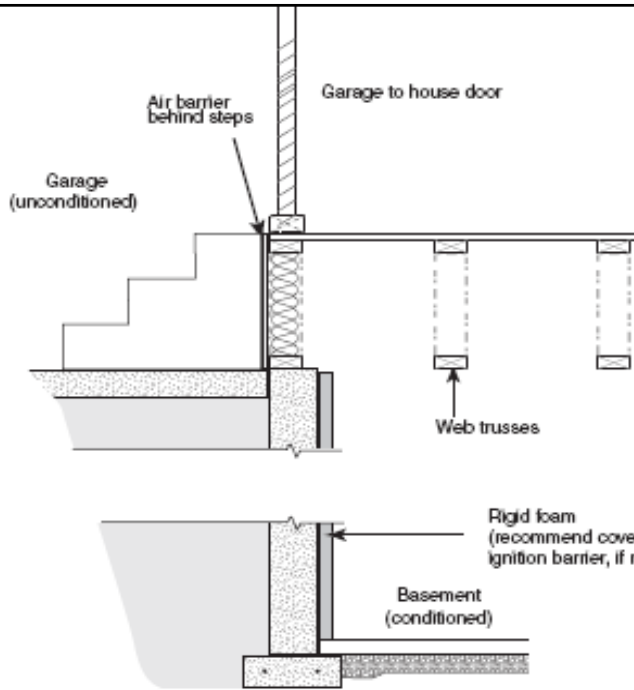 Garage to house door
Air barrier
behind steps
Garage
(unconditioned)
Web trusses
Rigid foam
(recommend
ignition barrier, if
Basement
(conditioned)